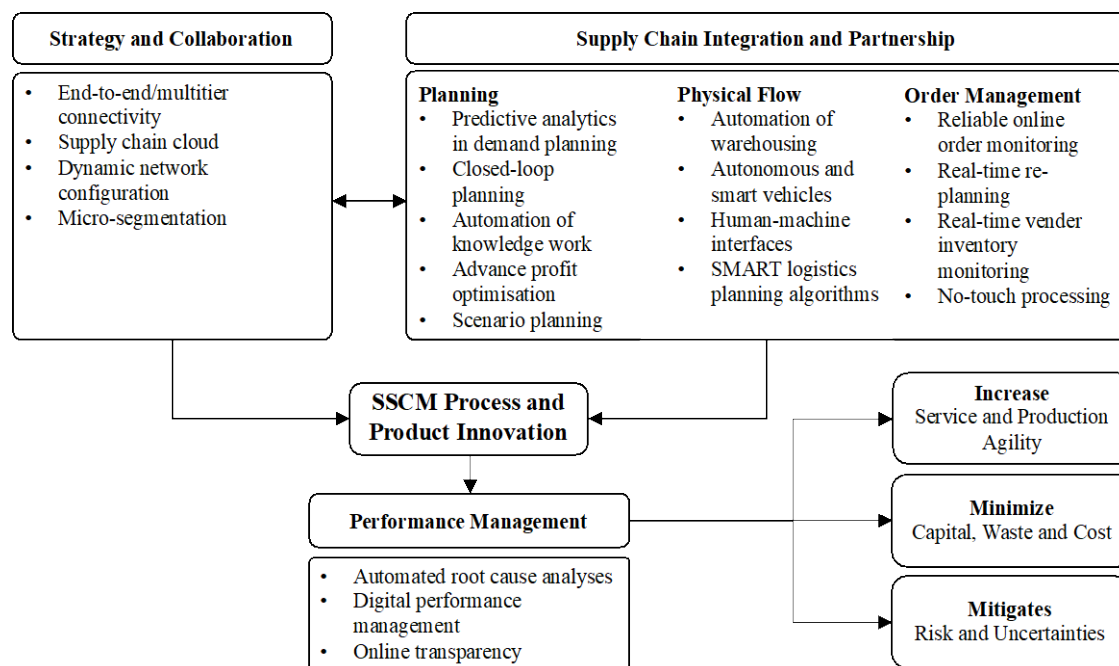 Strategy and Collaboration
• End-to-end/multitier
connectivity
• Supply chain cloud
• Dynamic network
configuration
• Micro-segmentation
Supply Chain Integration and Partnership
Planning
• Predictive analytics
in demand planning
• Closed-loop
planning
• Automation of
knowledge work
• Advance profit
optimisation
• Scenario planning
Physical Flow
• Automation of
warehousing
• Autonomous and
smart vehicles
• Human-machine
interfaces
• SMART logistics
planning algorithms
Order Management
• Reliable online
order monitoring
• Real-time re-
planning
• Real-time vender
inventory
monitoring
• No-touch processing
SSCM Process and
Product Innovation
Performance Management
• Automated root cause analyses
• Digital performance
management
• Online transparency
Increase
Service and Production
Agility
Minimize
Capital, Waste and Cost
Mitigates
Risk and Uncertainties